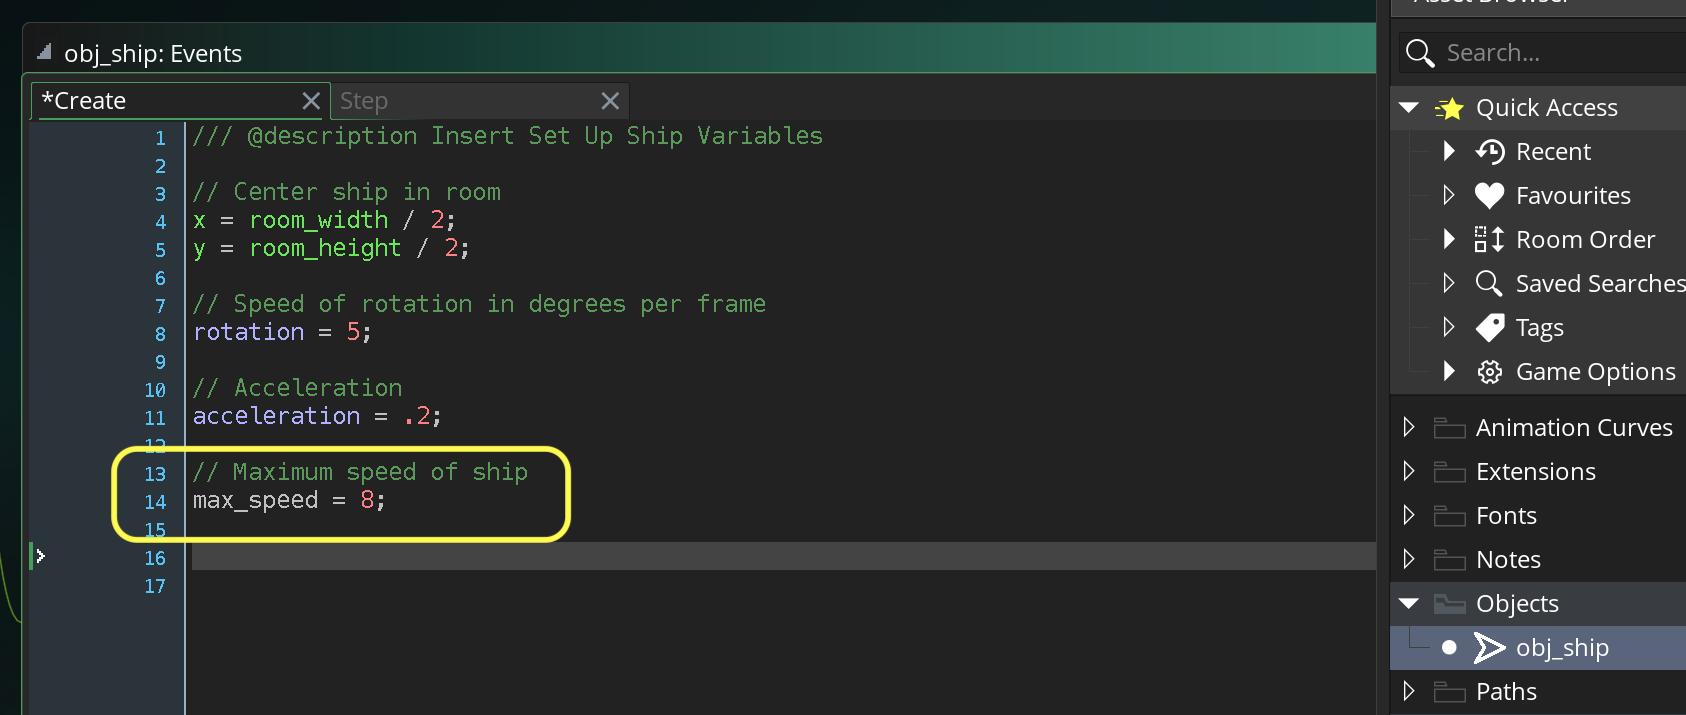 obj_ship: Events
*Create
Step
1 /// @description Insert Set Up Ship Variables
2
3 // Center ship in room
4 x = room_width / 2;
5 y = room_height / 2;
6
7 // Speed of rotation in degrees per frame
8 rotation = 5;
9
10 // Acceleration
11 acceleration = .2;
12
13 // Maximum speed of ship
14 max_speed = 8;
15
16
17
Asset Browser
Search...
Quick Access
Recent
Favourites
Room Order
Saved Searches
Tags
Game Options
Animation Curves
Extensions
Fonts
Notes
Objects
obj_ship
Paths